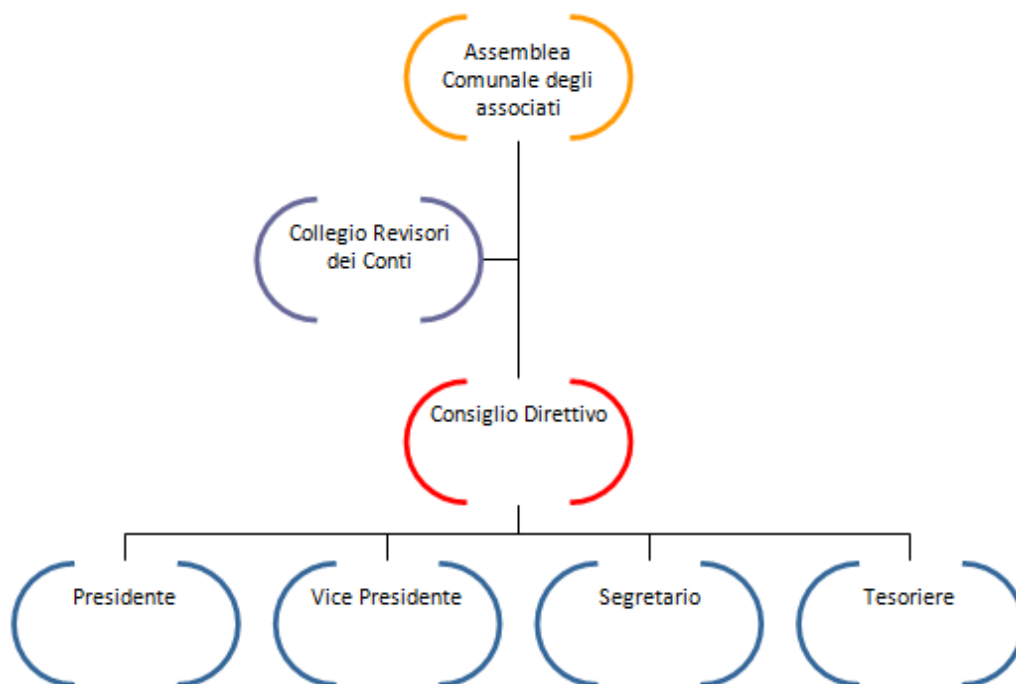 Assemblea
Comunale degli
associati
Collegio Revisori
dei Conti
Consiglio Direttivo
Presidente
Vice Presidente
Segretario
Tesoriere